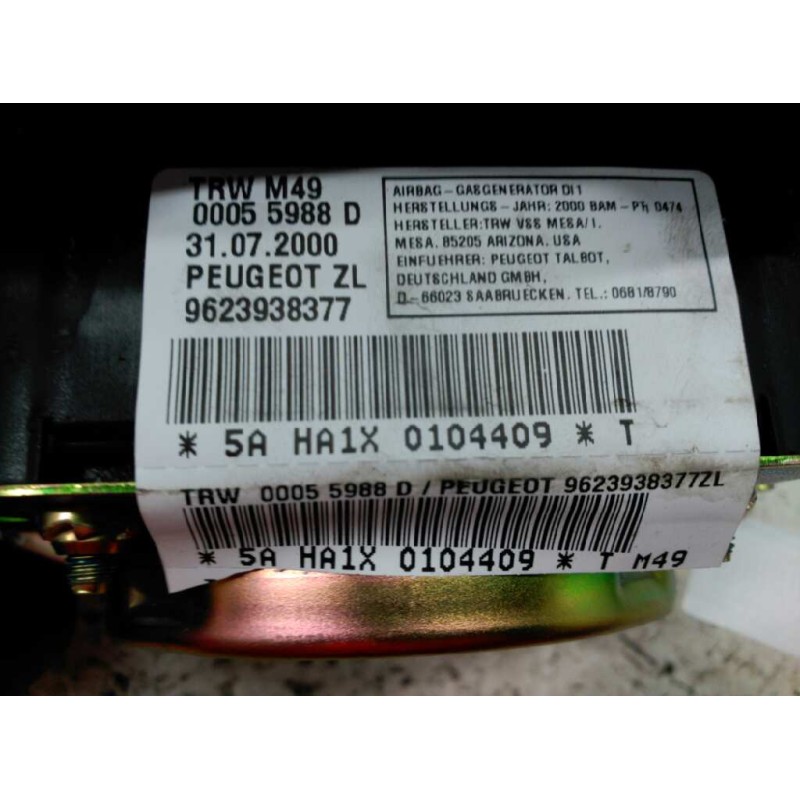 TRW M49
0005 5988 D
31.07.2000
PEUGEOT ZL
9623938377
AIRBAG-GASGENERATOR DI1
HERSTELLUNGS-JAHR: 2000 BAM-P1 0474
HERSTELLER:TRW VSS MESA/1.
MESA, 85205 ARIZONA, USA
EINFUEHRER: PEUGEOT TALBOT,
DEUTSCHLAND GMBH,
D-66023 SAABRUECKEN. TEL.: 0681/8790
* 5A HA1X 0104409 * T
TRW 0005 5988 D / PEUGEOT 9623938377ZL
* 5A HA1X 0104409 * T M49